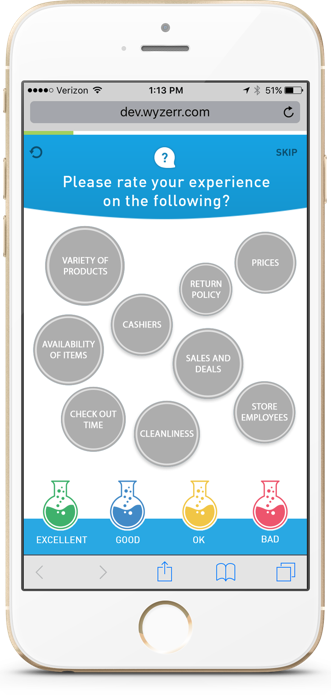 Verizon
1:13 PM
51%
dev.wyzerr.com
?
SKIP
Please rate your experience
on the following?
VARIETY OF
PRODUCTS
PRICES
RETURN
POLICY
CASHIERS
AVAILABILITY
OF ITEMS
SALES AND
DEALS
CHECK OUT
TIME
STORE
EMPLOYEES
CLEANLINESS
EXCELLENT
GOOD
OK
BAD